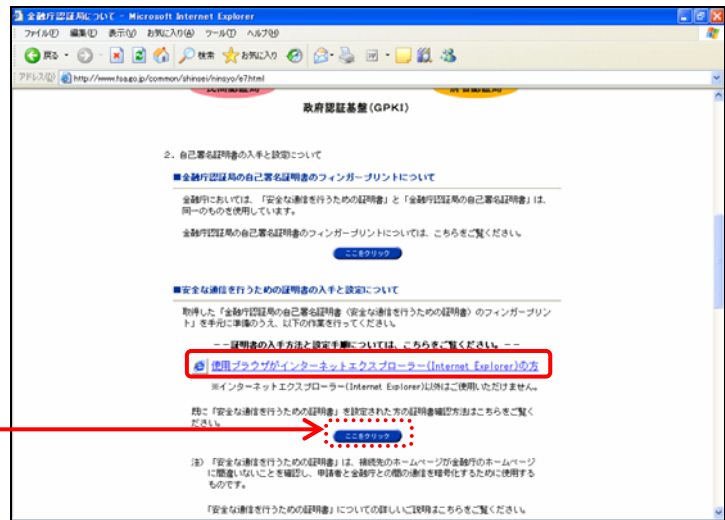 金融庁認証局について - Microsoft Internet Explorer
ファイル(F) 編集(E) 表示(V) お気に入り(A) ツール(T) ヘルプ(H)
戻る 検索 お気に入り
アドレス(D) http://www.fsa.go.jp/common/shinsei/ninsyo/e7.html
民間認証局 府省認証局
政府認証基盤(GPKI)
2. 自己署名証明書の入手と設定について
■金融庁認証局の自己署名証明書のフィンガープリントについて
金融庁においては、「安全な通信を行うための証明書」と「金融庁認証局の自己署名証明書」は、
同一のものを使用しています。
金融庁認証局の自己署名証明書のフィンガープリントについては、こちらをご覧ください。
ここをクリック
■安全な通信を行うための証明書の入手と設定について
取得した「金融庁認証局の自己署名証明書(安全な通信を行うための証明書)のフィンガープリン
ト」を手元に準備のうえ、以下の作業を行ってください。
--証明書の入手方法と設定手順については、こちらをご覧ください。--
使用ブラウザがインターネットエクスプローラー(Internet Explorer)の方
※インターネットエクスプローラー(Internet Explorer)以外はご使用いただけません。
既に「安全な通信を行うための証明書」を設定された方の証明書確認方法はこちらをご覧く
ださい。
ここをクリック
注) 「安全な通信を行うための証明書」は、接続先のホームページが金融庁のホームページ
に間違いないことを確認し、申請者と金融庁との間の通信を暗号化するために使用する
ものです。
「安全な通信を行うための証明書」についての詳しいご説明はこちらをご覧ください。